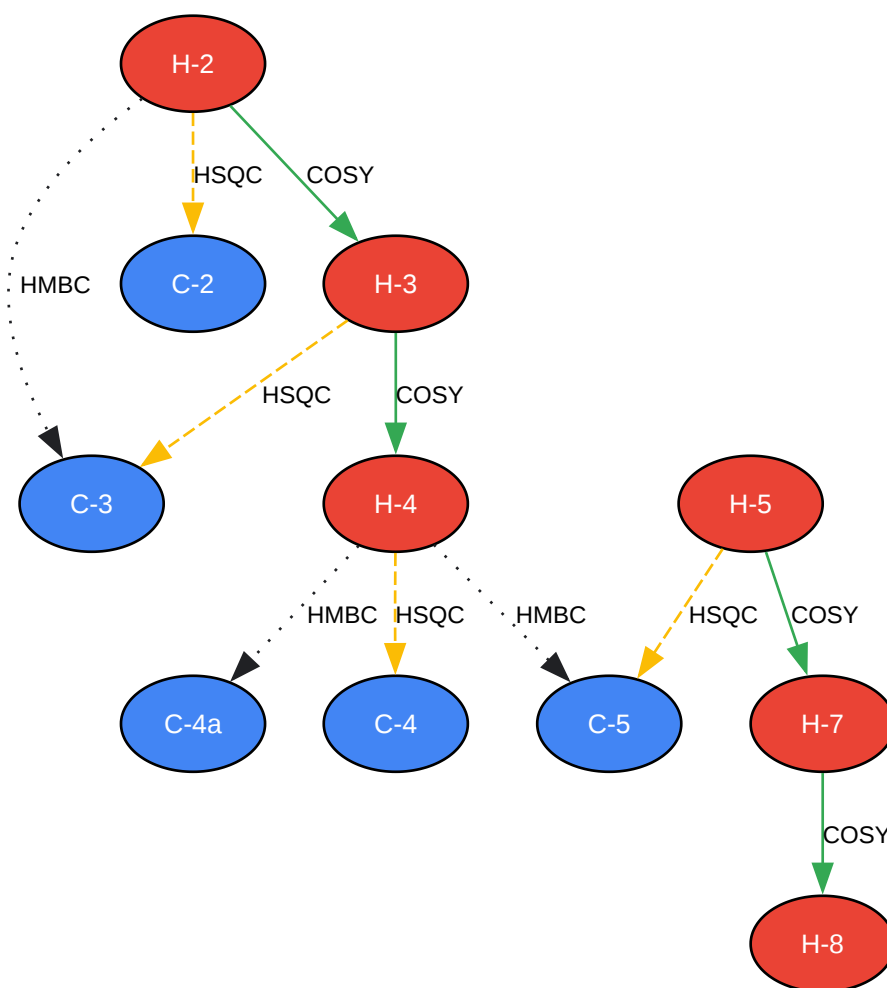 H-2
HSQC
COSY
HMBC
C-2
H-3
HSQC
COSY
C-3
H-4
H-5
HMBC
HSQC
HMBC
HSQC
COSY
C-4a
C-4
C-5
H-7
COSY
H-8